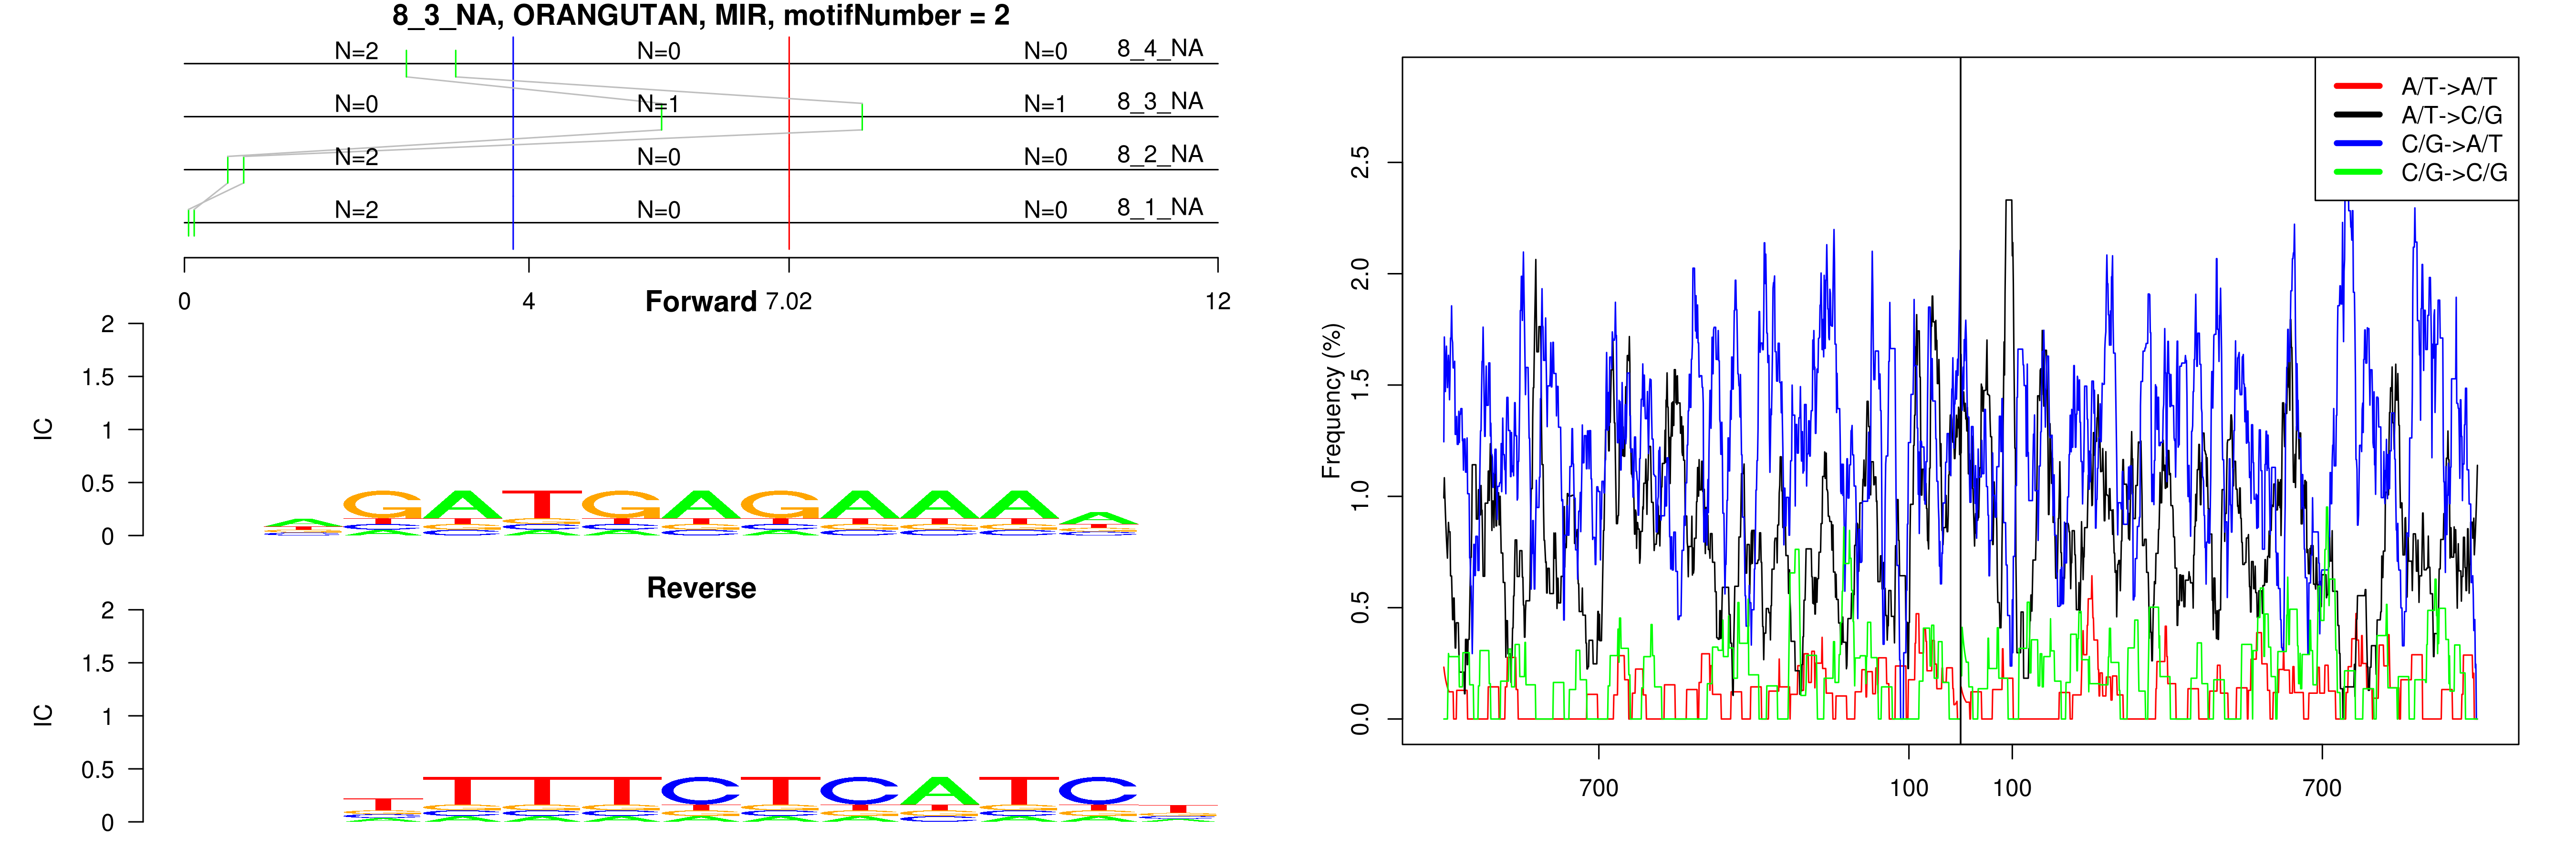 8_3_NA, ORANGUTAN, MIR, motifNumber = 2
N=2 N=0 N=0 8_4_NA
N=0 N=1 N=1 8_3_NA
N=2 N=0 N=0 8_2_NA
N=2 N=0 N=0 8_1_NA
0 4 7.02 12
Forward
2
1.5
1
0.5
0
IC
A GATGAGAAA A
Reverse
2
1.5
1
0.5
0
IC
T TTTCTCATC T
A/T->A/T
A/T->C/G
C/G->A/T
C/G->C/G
Frequency (%)
2.5
2.0
1.5
1.0
0.5
0.0
700 100 100 700